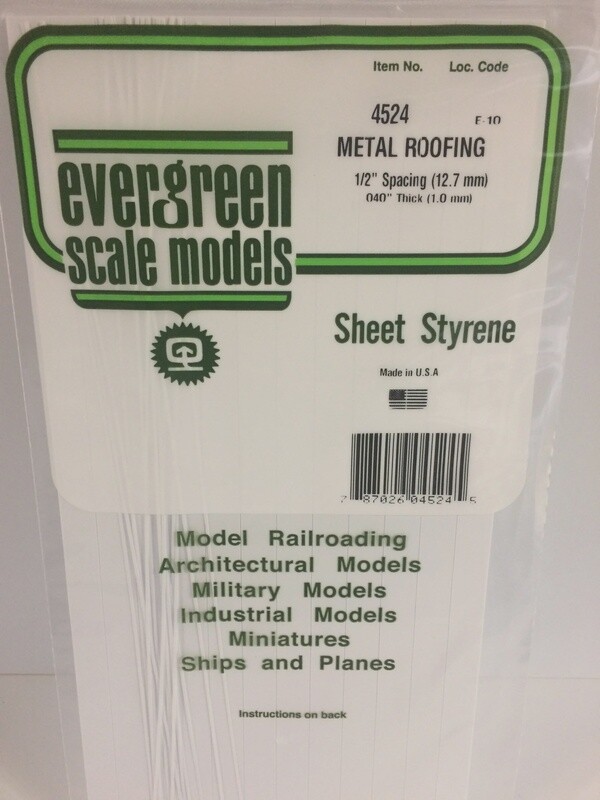 Item No. Loc. Code
4524 E-10
METAL ROOFING
1/2" Spacing (12.7 mm)
.040" Thick (1.0 mm)
evergreen
scale models
Sheet Styrene
Made in U.S.A
7 87026 04524 5
Model Railroading
Architectural Models
Military Models
Industrial Models
Miniatures
Ships and Planes
Instructions on back